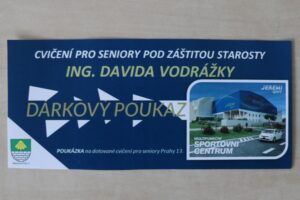 CVIČENÍ PRO SENIORY POD ZÁŠTITOU STAROSTY
ING. DAVIDA VODRÁŽKY
DÁRKOVÝ POUKAZ
JEREMI
MULTIFUNKČNÍ
SPORTOVNÍ
CENTRUM
POUKÁZKA na dotované cvičení pro seniory Prahy 13